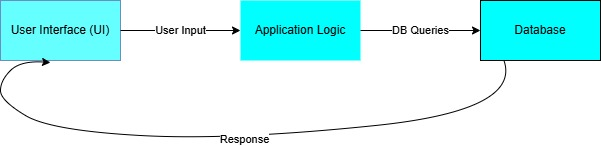 User Interface (UI)
User Input
Application Logic
DB Queries
Database
Response